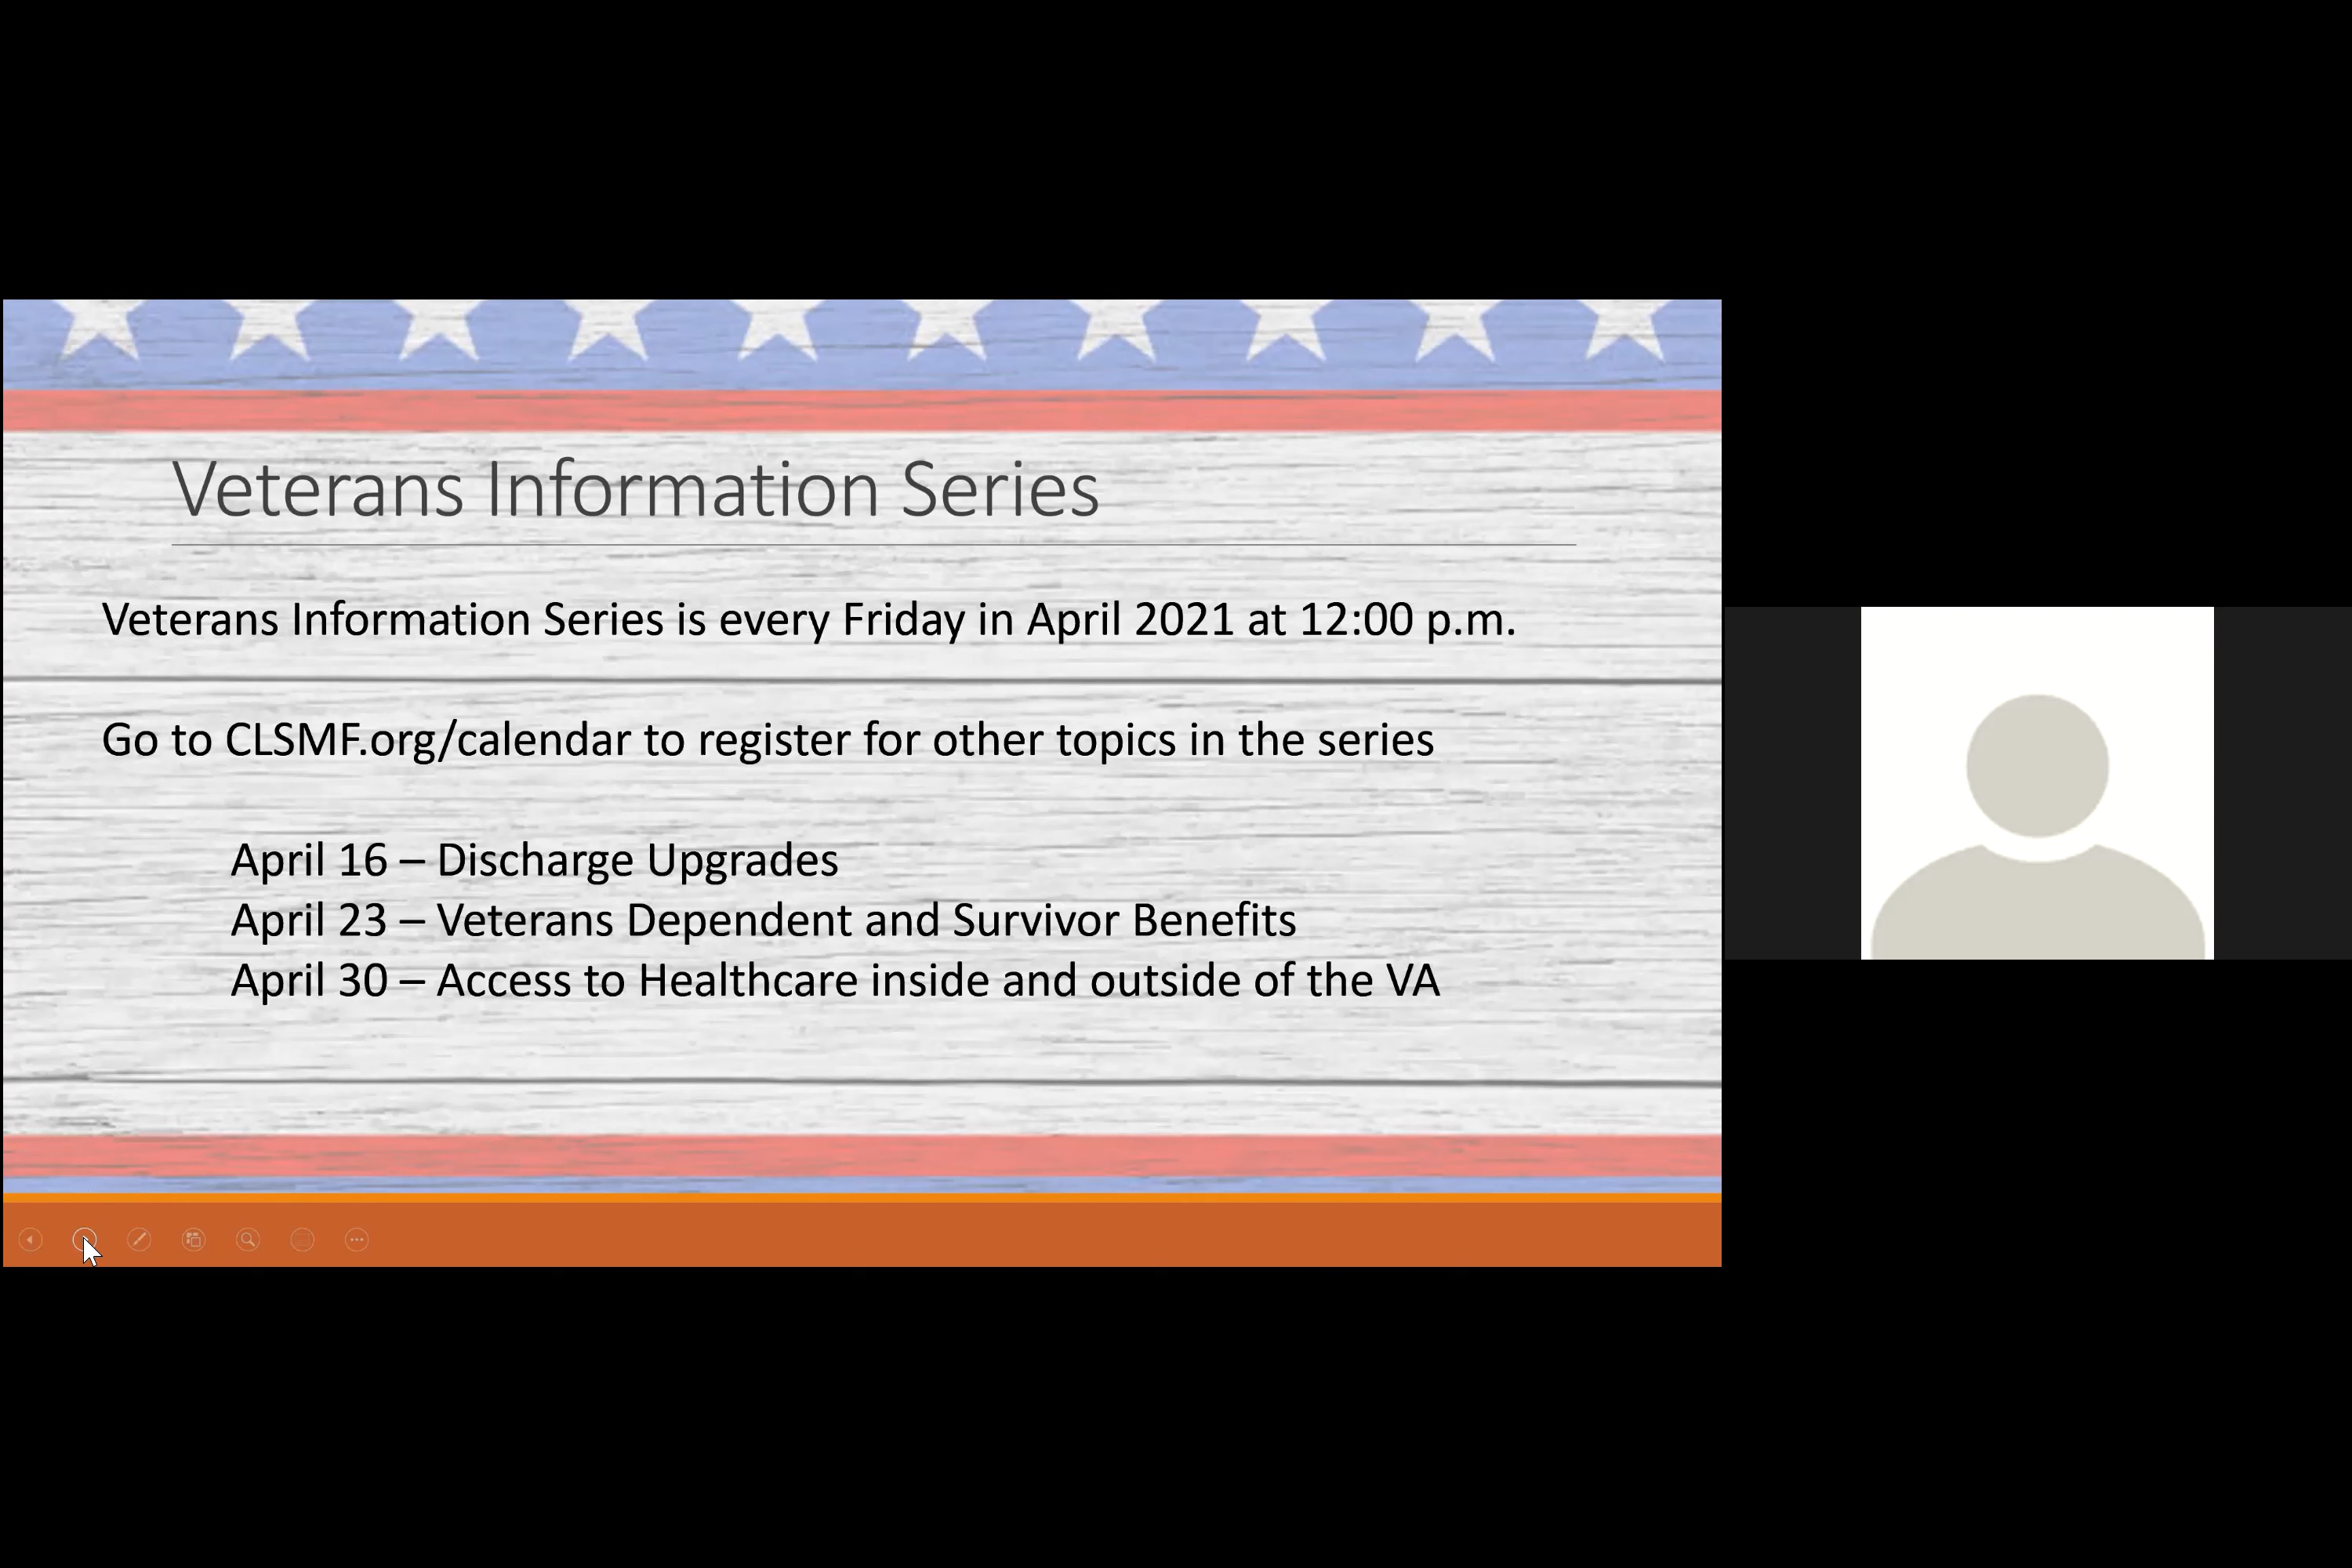 Veterans Information Series
Veterans Information Series is every Friday in April 2021 at 12:00 p.m.
Go to CLSMF.org/calendar to register for other topics in the series
April 16 – Discharge Upgrades
April 23 – Veterans Dependent and Survivor Benefits
April 30 – Access to Healthcare inside and outside of the VA